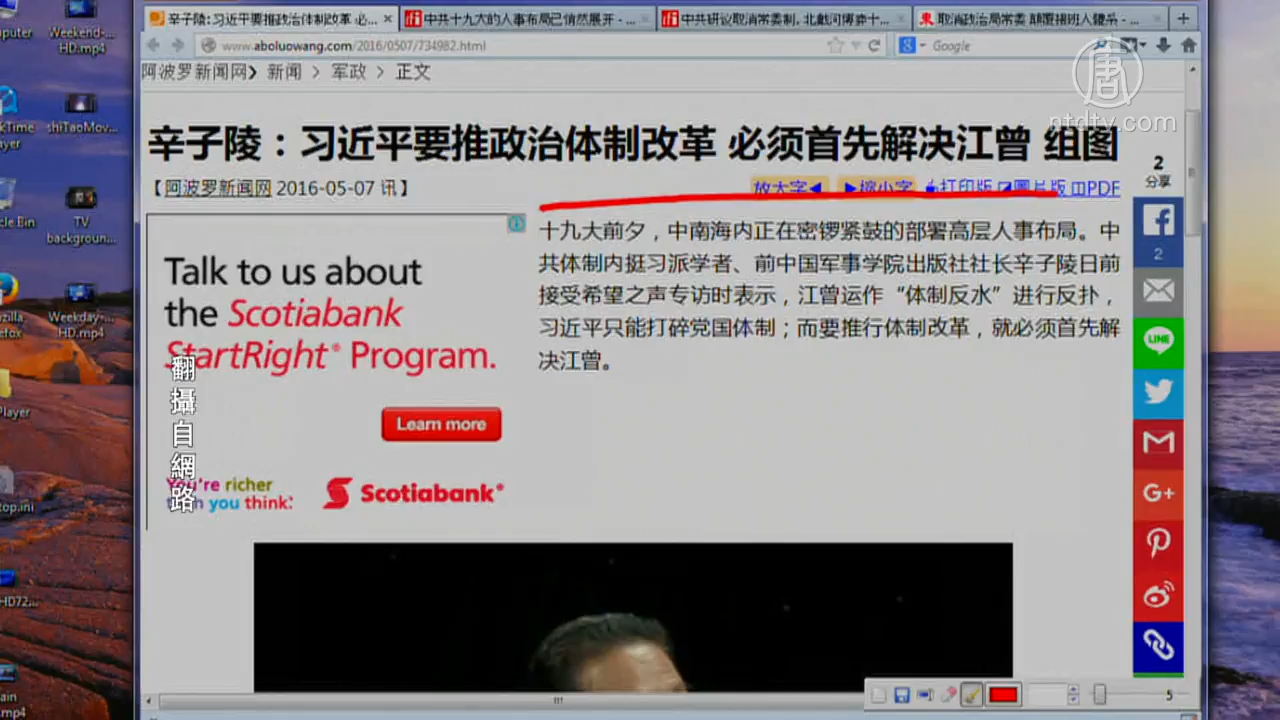 辛子陵:习近平要推政治体制改革 必...
中共十九大的人事布局已悄然展开 - ...
中共研议取消常委制,北戴河博弈十...
取消政治局常委 顛覆接班人體系 - ...
www.aboluowang.com/2016/0507/734982.html
Google
阿波罗新闻网 > 新闻 > 军政 > 正文
唐
ntdtv.com
辛子陵：习近平要推政治体制改革 必须首先解决江曾 组图
【阿波罗新闻网 2016-05-07 讯】
放大字◀ ▶缩小字 打印版 圖片版 PDF
2
分享
十九大前夕，中南海内正在密锣紧鼓的部署高层人事布局。中
共体制内挺习派学者、前中国军事学院出版社社长辛子陵日前
接受希望之声专访时表示，江曾运作“体制反水”进行反扑，
习近平只能打碎党国体制；而要推行体制改革，就必须首先解
决江曾。
Talk to us about
the Scotiabank
StartRight® Program.
Learn more
You're richer
than you think:
Scotiabank®
翻攝自網路
2
LINE
G+
5
Weekend-...
HD.mp4
shiTaoMov...
TV
backgroun...
Weekday-...
HD.mp4